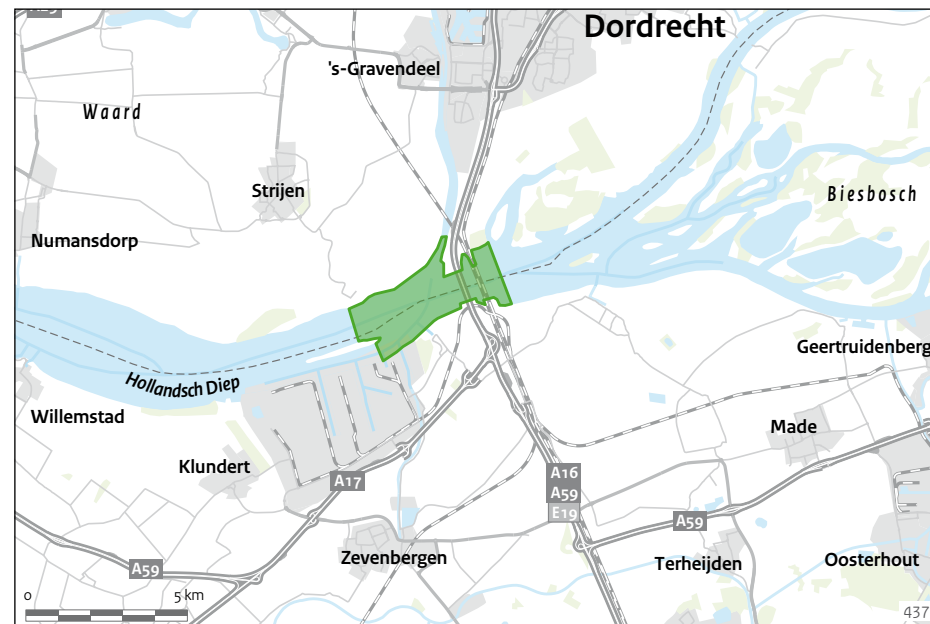 Dordrecht
's-Gravendeel
Waard
Strijen
Biesbosch
Numansdorp
Geertruidenberg
Hollandsch Diep
Willemstad
Made
Klundert
A17
A16
A59
E19
A59
Zevenbergen
Terheijden
Oosterhout
A59
0 5 km
437